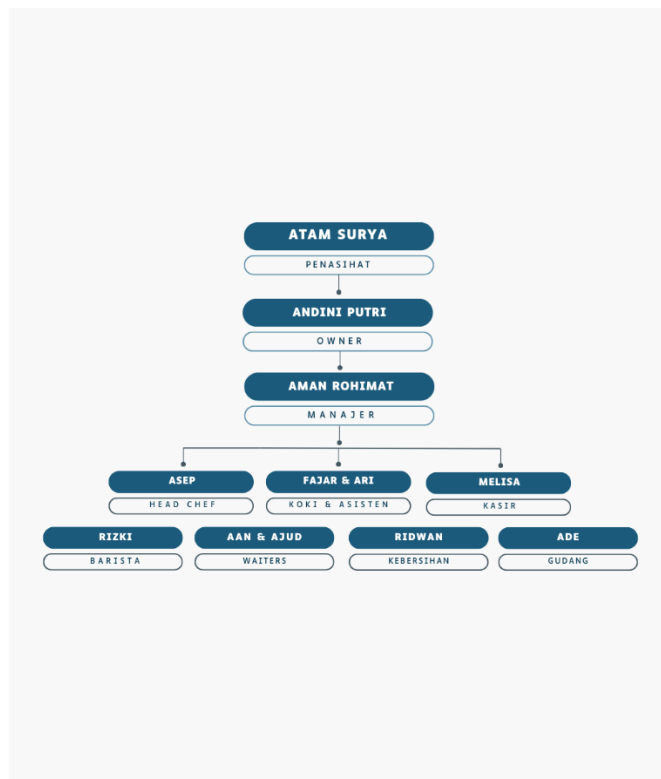 ATAM SURYA
PENASIHAT
ANDINI PUTRI
OWNER
AMAN ROHIMAT
MANAJER
ASEP
HEAD CHEF
FAJAR & ARI
KOKI & ASISTEN
MELISA
KASIR
RIZKI
BARISTA
AAN & AJUD
WAITERS
RIDWAN
KEBERSIHAN
ADE
GUDANG